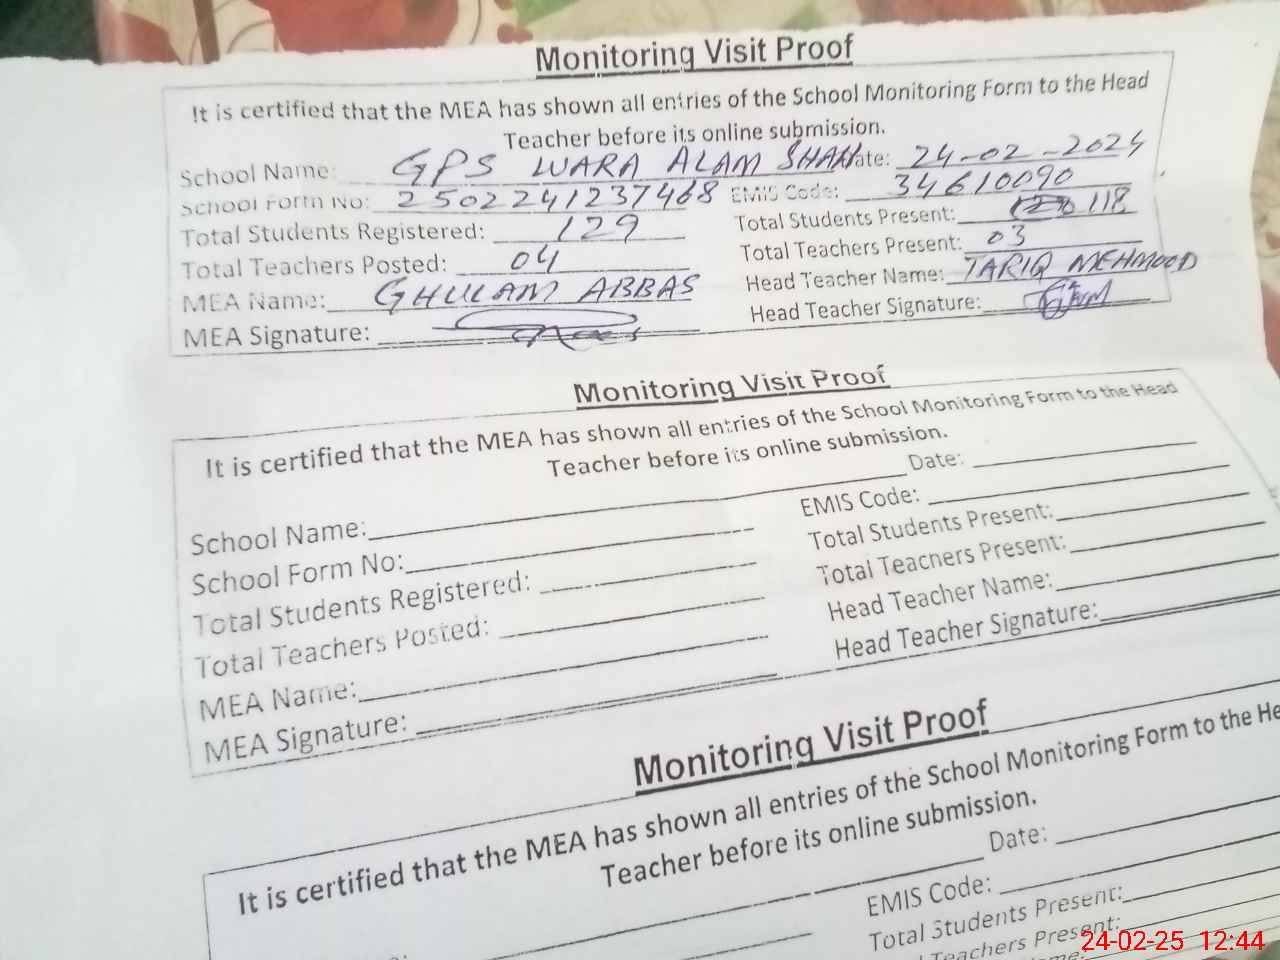 Monitoring Visit Proof
It is certified that the MEA has shown all entries of the School Monitoring Form to the Head
Teacher before its online submission.
School Name: GPS WARA ALAM SHAH Date: 24-02-2024
School Form No: 2502241237468 EMIS Code: 34610090
Total Students Registered: 129 Total Students Present: 118
Total Teachers Posted: 04 Total Teachers Present: 03
MEA Name: GHULAM ABBAS Head Teacher Name: TARIQ MEHMOOD
MEA Signature: Head Teacher Signature:
Monitoring Visit Proof
It is certified that the MEA has shown all entries of the School Monitoring Form to the Head
Teacher before its online submission.
School Name: Date:
School Form No: EMIS Code:
Total Students Registered: Total Students Present:
Total Teachers Posted: Total Teachers Present:
MEA Name: Head Teacher Name:
MEA Signature: Head Teacher Signature:
Monitoring Visit Proof
It is certified that the MEA has shown all entries of the School Monitoring Form to the He
Teacher before its online submission.
Date:
EMIS Code:
Total Students Present:
Teachers Present:
24-02-25 12:44